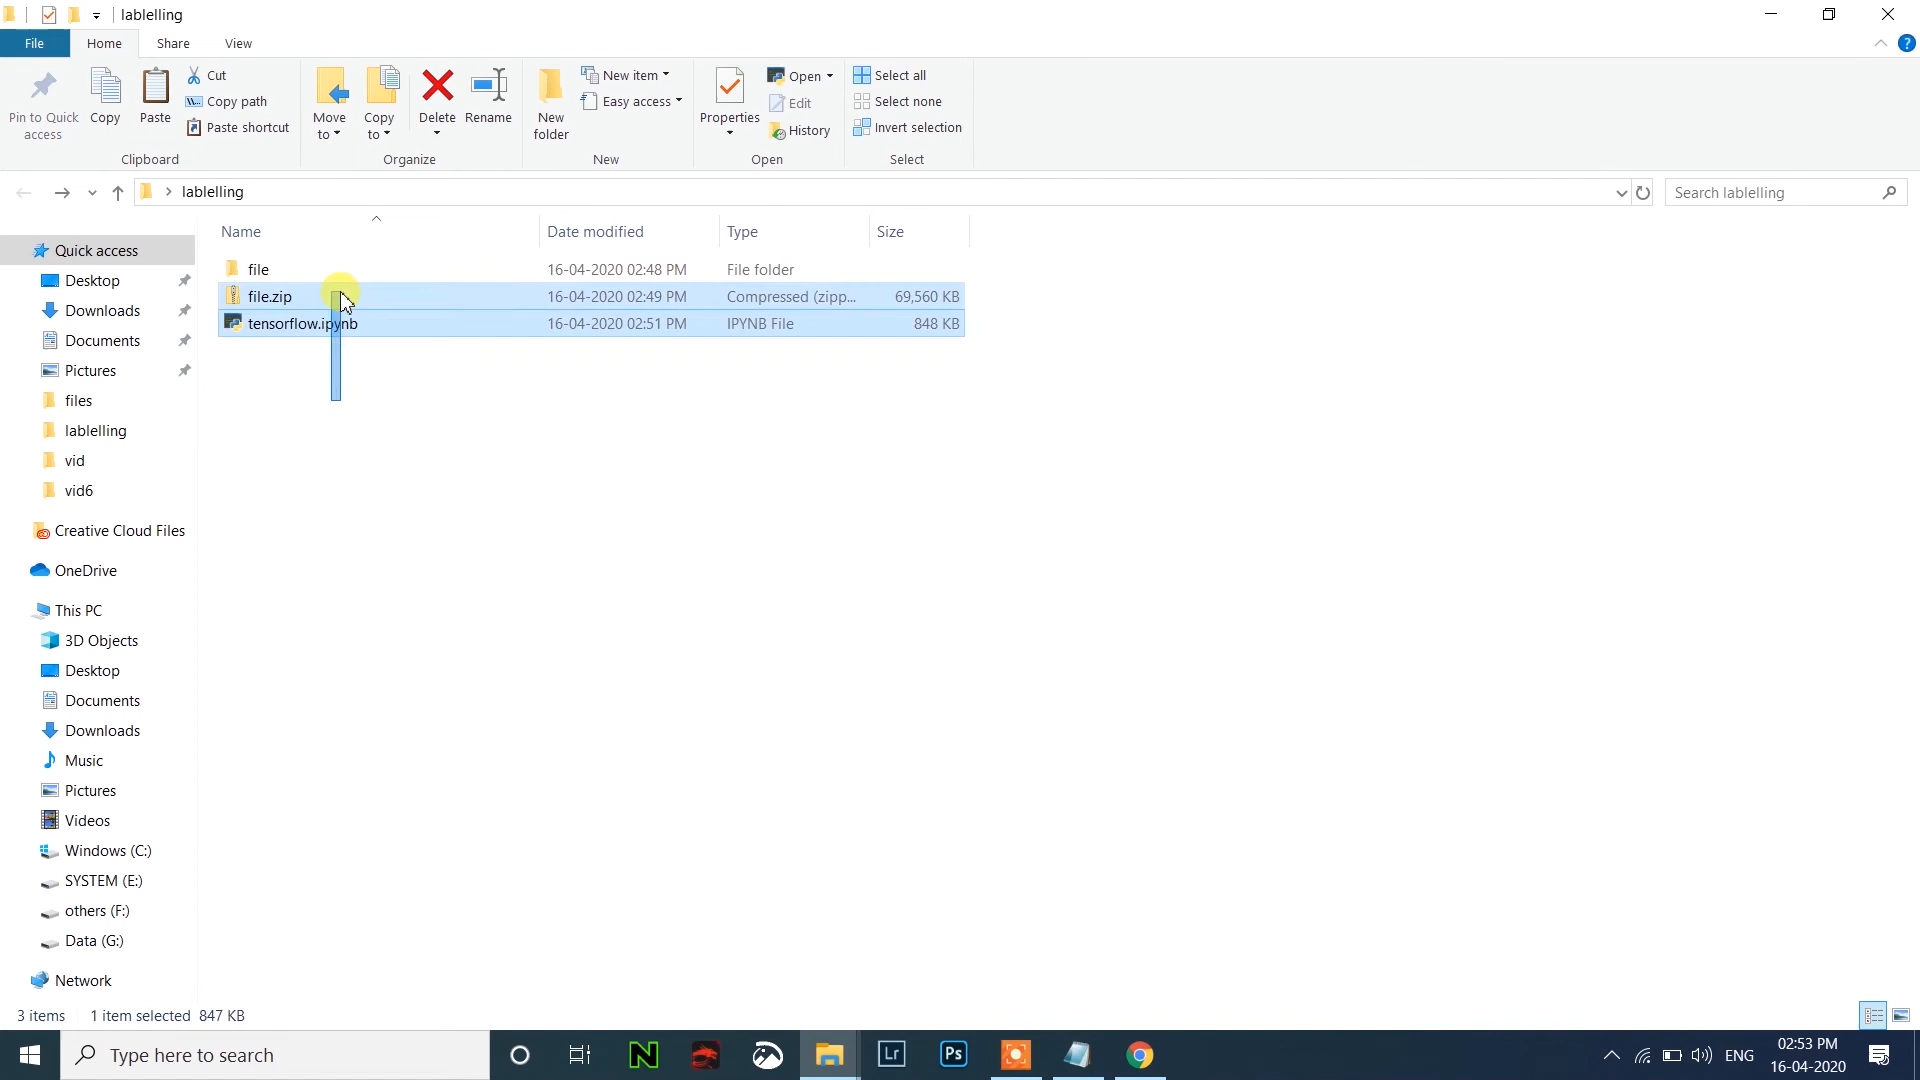 lablelling
File Home Share View
Pin to Quick access
Copy
Paste
Cut
Copy path
Paste shortcut
Clipboard
Move to
Copy to
Delete
Rename
Organize
New folder
New item
Easy access
New
Properties
Open
Edit
History
Open
Select all
Select none
Invert selection
Select
lablelling
Search lablelling
Name Date modified Type Size
file 16-04-2020 02:48 PM File folder
file.zip 16-04-2020 02:49 PM Compressed (zipp... 69,560 KB
tensorflow.ipynb 16-04-2020 02:51 PM IPYNB File 848 KB
Quick access
Desktop
Downloads
Documents
Pictures
files
lablelling
vid
vid6
Creative Cloud Files
OneDrive
This PC
3D Objects
Desktop
Documents
Downloads
Music
Pictures
Videos
Windows (C:)
SYSTEM (E:)
others (F:)
Data (G:)
Network
3 items 1 item selected 847 KB
Type here to search
N
Lr
Ps
ENG
02:53 PM
16-04-2020